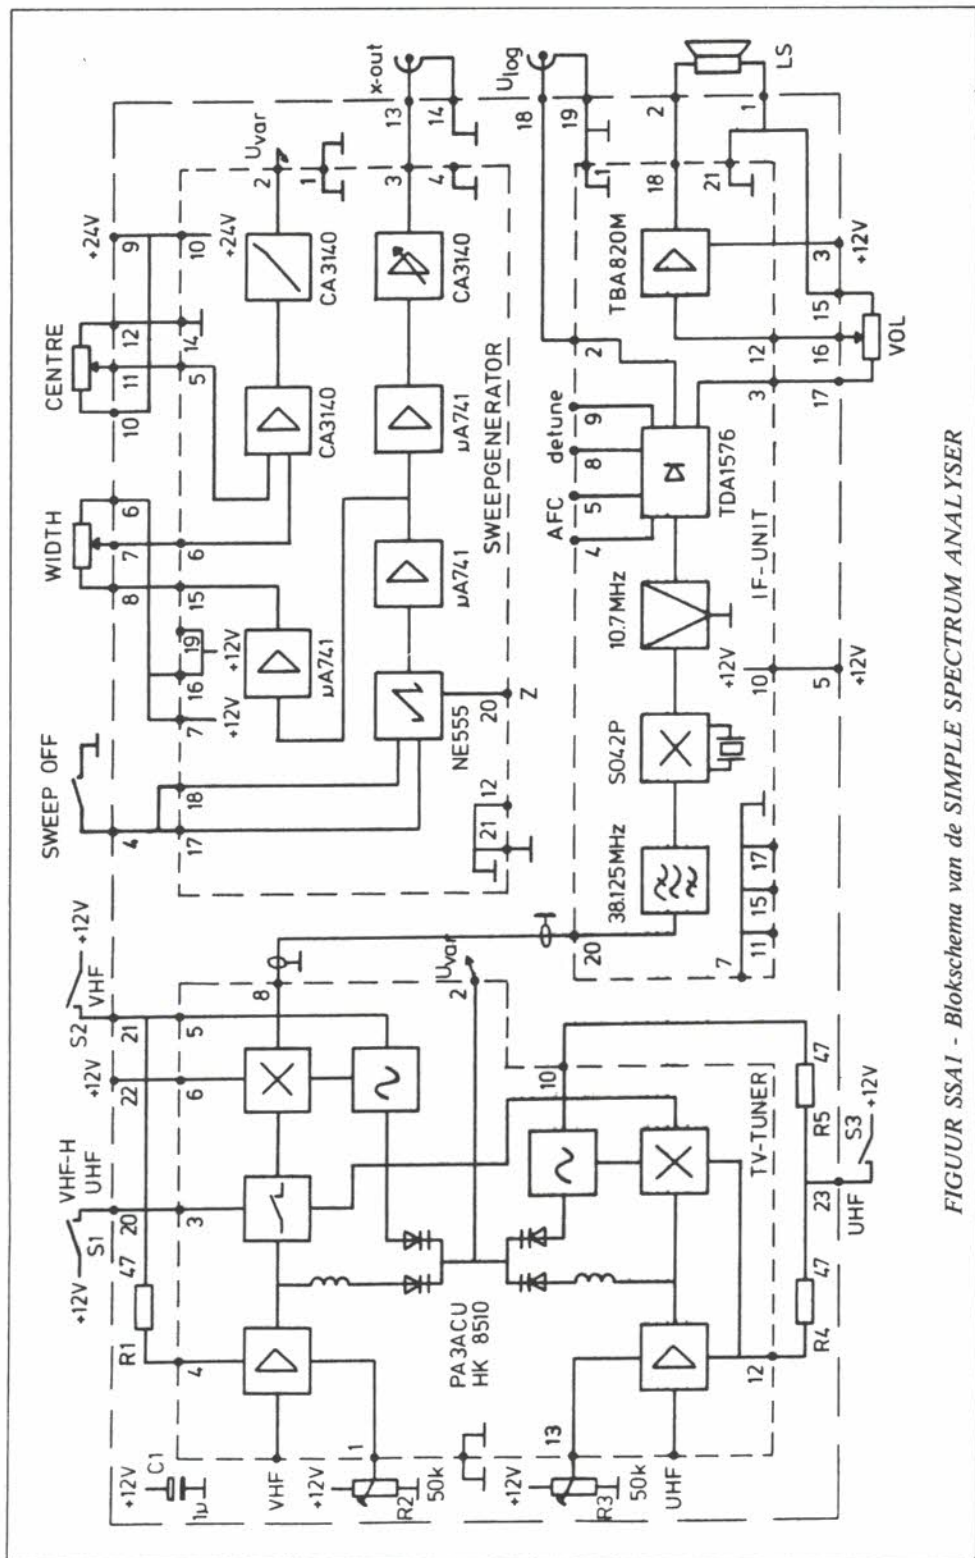 +12V
C1
1µ
R1
47
+12V
S1
VHF-H
UHF
20
+12V
22
S2
VHF
+12V
21
SWEEP OFF
4
WIDTH
8
7
6
CENTRE
10
11
12
+24V
9
4
3
6
5
17
18
7
+12V
16
19
+12V
15
6
5
14
10
+24V
2
Uvar
1
x-out
13
14
3
4
VHF
1
+12V
R2
50k
8
µA741
CA3140
CA3140
NE555
µA741
µA741
CA3140
SWEEPGENERATOR
20
Z
21
12
PA3ACU
HK 8510
2
Uvar
13
+12V
R3
50k
UHF
10
TV-TUNER
12
R4
47
23
UHF
S3
+12V
R5
47
20
38.125MHz
SO42P
10.7MHz
TDA1576
TBA820M
4
AFC
5
8
detune
9
2
Ulog
18
19
1
18
21
2
1
LS
7
11
15
17
+12V
10
IF-UNIT
5
+12V
3
12
17
16
15
VOL
3
+12V
FIGUUR SSA1 - Blokschema van de SIMPLE SPECTRUM ANALYSER